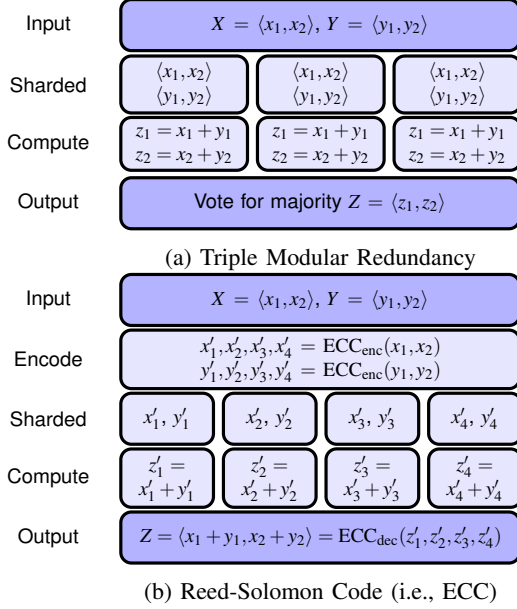 Input
X = ⟨x₁, x₂⟩, Y = ⟨y₁, y₂⟩
Sharded
⟨x₁, x₂⟩ ⟨x₁, x₂⟩ ⟨x₁, x₂⟩
⟨y₁, y₂⟩ ⟨y₁, y₂⟩ ⟨y₁, y₂⟩
Compute
z₁ = x₁ + y₁ z₁ = x₁ + y₁ z₁ = x₁ + y₁
z₂ = x₂ + y₂ z₂ = x₂ + y₂ z₂ = x₂ + y₂
Output
Vote for majority Z = ⟨z₁, z₂⟩
(a) Triple Modular Redundancy
Input
X = ⟨x₁, x₂⟩, Y = ⟨y₁, y₂⟩
Encode
x′₁, x′₂, x′₃, x′₄ = ECCenc(x₁, x₂)
y′₁, y′₂, y′₃, y′₄ = ECCenc(y₁, y₂)
Sharded
x′₁, y′₁ x′₂, y′₂ x′₃, y′₃ x′₄, y′₄
Compute
z′₁ = z′₂ = z′₃ = z′₄ =
x′₁ + y′₁ x′₂ + y′₂ x′₃ + y′₃ x′₄ + y′₄
Output
Z = ⟨x₁ + y₁, x₂ + y₂⟩ = ECCdec(z′₁, z′₂, z′₃, z′₄)
(b) Reed-Solomon Code (i.e., ECC)